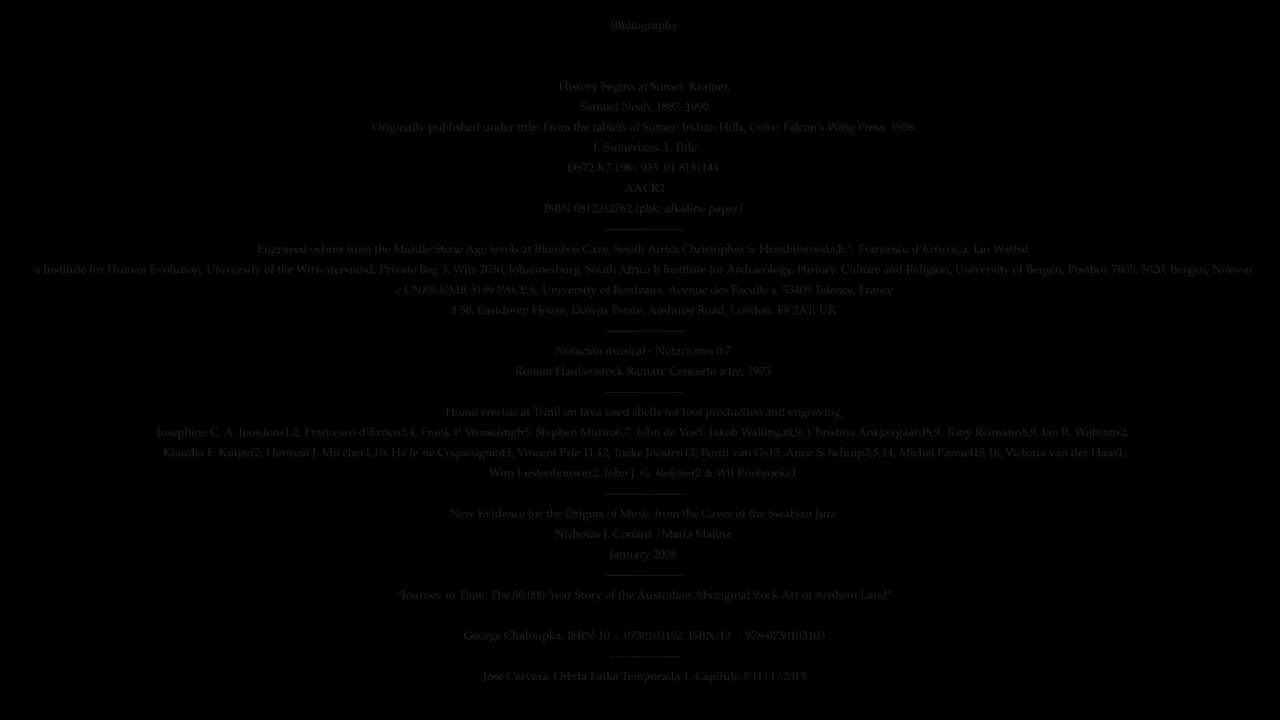 Bibliography
History begins at Sumer. Kramer,
Samuel Noah, 1897-1990
Originally published under title: From the tablets of Sumer: Indian Hills, Colo.: Falcon's Wing Press, 1956.
1. Sumerians. I. Title
DS72.K7 1981 935 .01 8151144
AACR2
ISBN 0812212762 (pbk; alkaline paper)
Engraved ochres from the Middle Stone Age levels at Blombos Cave, South Africa Christopher S. Henshilwooda,b,*, Francesco d'Erricoc,a, Ian Wattsd
a Institute for Human Evolution, University of the Witwatersrand, Private Bag 3, Wits 2050, Johannesburg, South Africa b Institute for Archaeology, History, Culture and Religion, University of Bergen, Postbox 7805, 5020, Bergen, Norway
c CNRS-UMR 5199 PACEA, University of Bordeaux, Avenue des Faculte s, 33405 Talence, France
d 58, Eastdown House, Downs Estate, Amhurst Road, London, E8 2AT, UK
Notación musical - Notaciones 0.7
Roman Haubenstock Ramati: Concerto a tre, 1973
Homo erectus at Trinil on Java used shells for tool production and engraving
Josephine C. A. Joordens1,2, Francesco d'Errico3,4, Frank P. Wesselingh5, Stephen Munro6,7, John de Vos5, Jakob Wallinga8,9, Christina Ankjærgaard8,9, Tony Reimann8,9, Jan R. Wijbrans2,
Klaudia F. Kuiper2, Herman J. Mu cher1,10, He le`ne Coqueugniot3, Vincent Prie 11,12, Ineke Joosten13, Bertil van Os13, Anne S. Schulp2,5,14, Michel Panuel15,16, Victoria van der Haas1,
Wim Lustenhouwer2, John J. G. Reijmer2 & Wil Roebroeks1
New Evidence for the Origins of Music from the Caves of the Swabian Jura
Nicholas J. Conard / Maria Malina
January 2008
"Journey in Time: The 50,000-Year Story of the Australian Aboriginal Rock Art of Arnhem Land"
George Chaloupka. ISBN-10 : 0730103102. ISBN-13 : 978-0730103103
Jose Cervera. Orbita Laika Temporada 1. Capítulo 5 11/1/2015